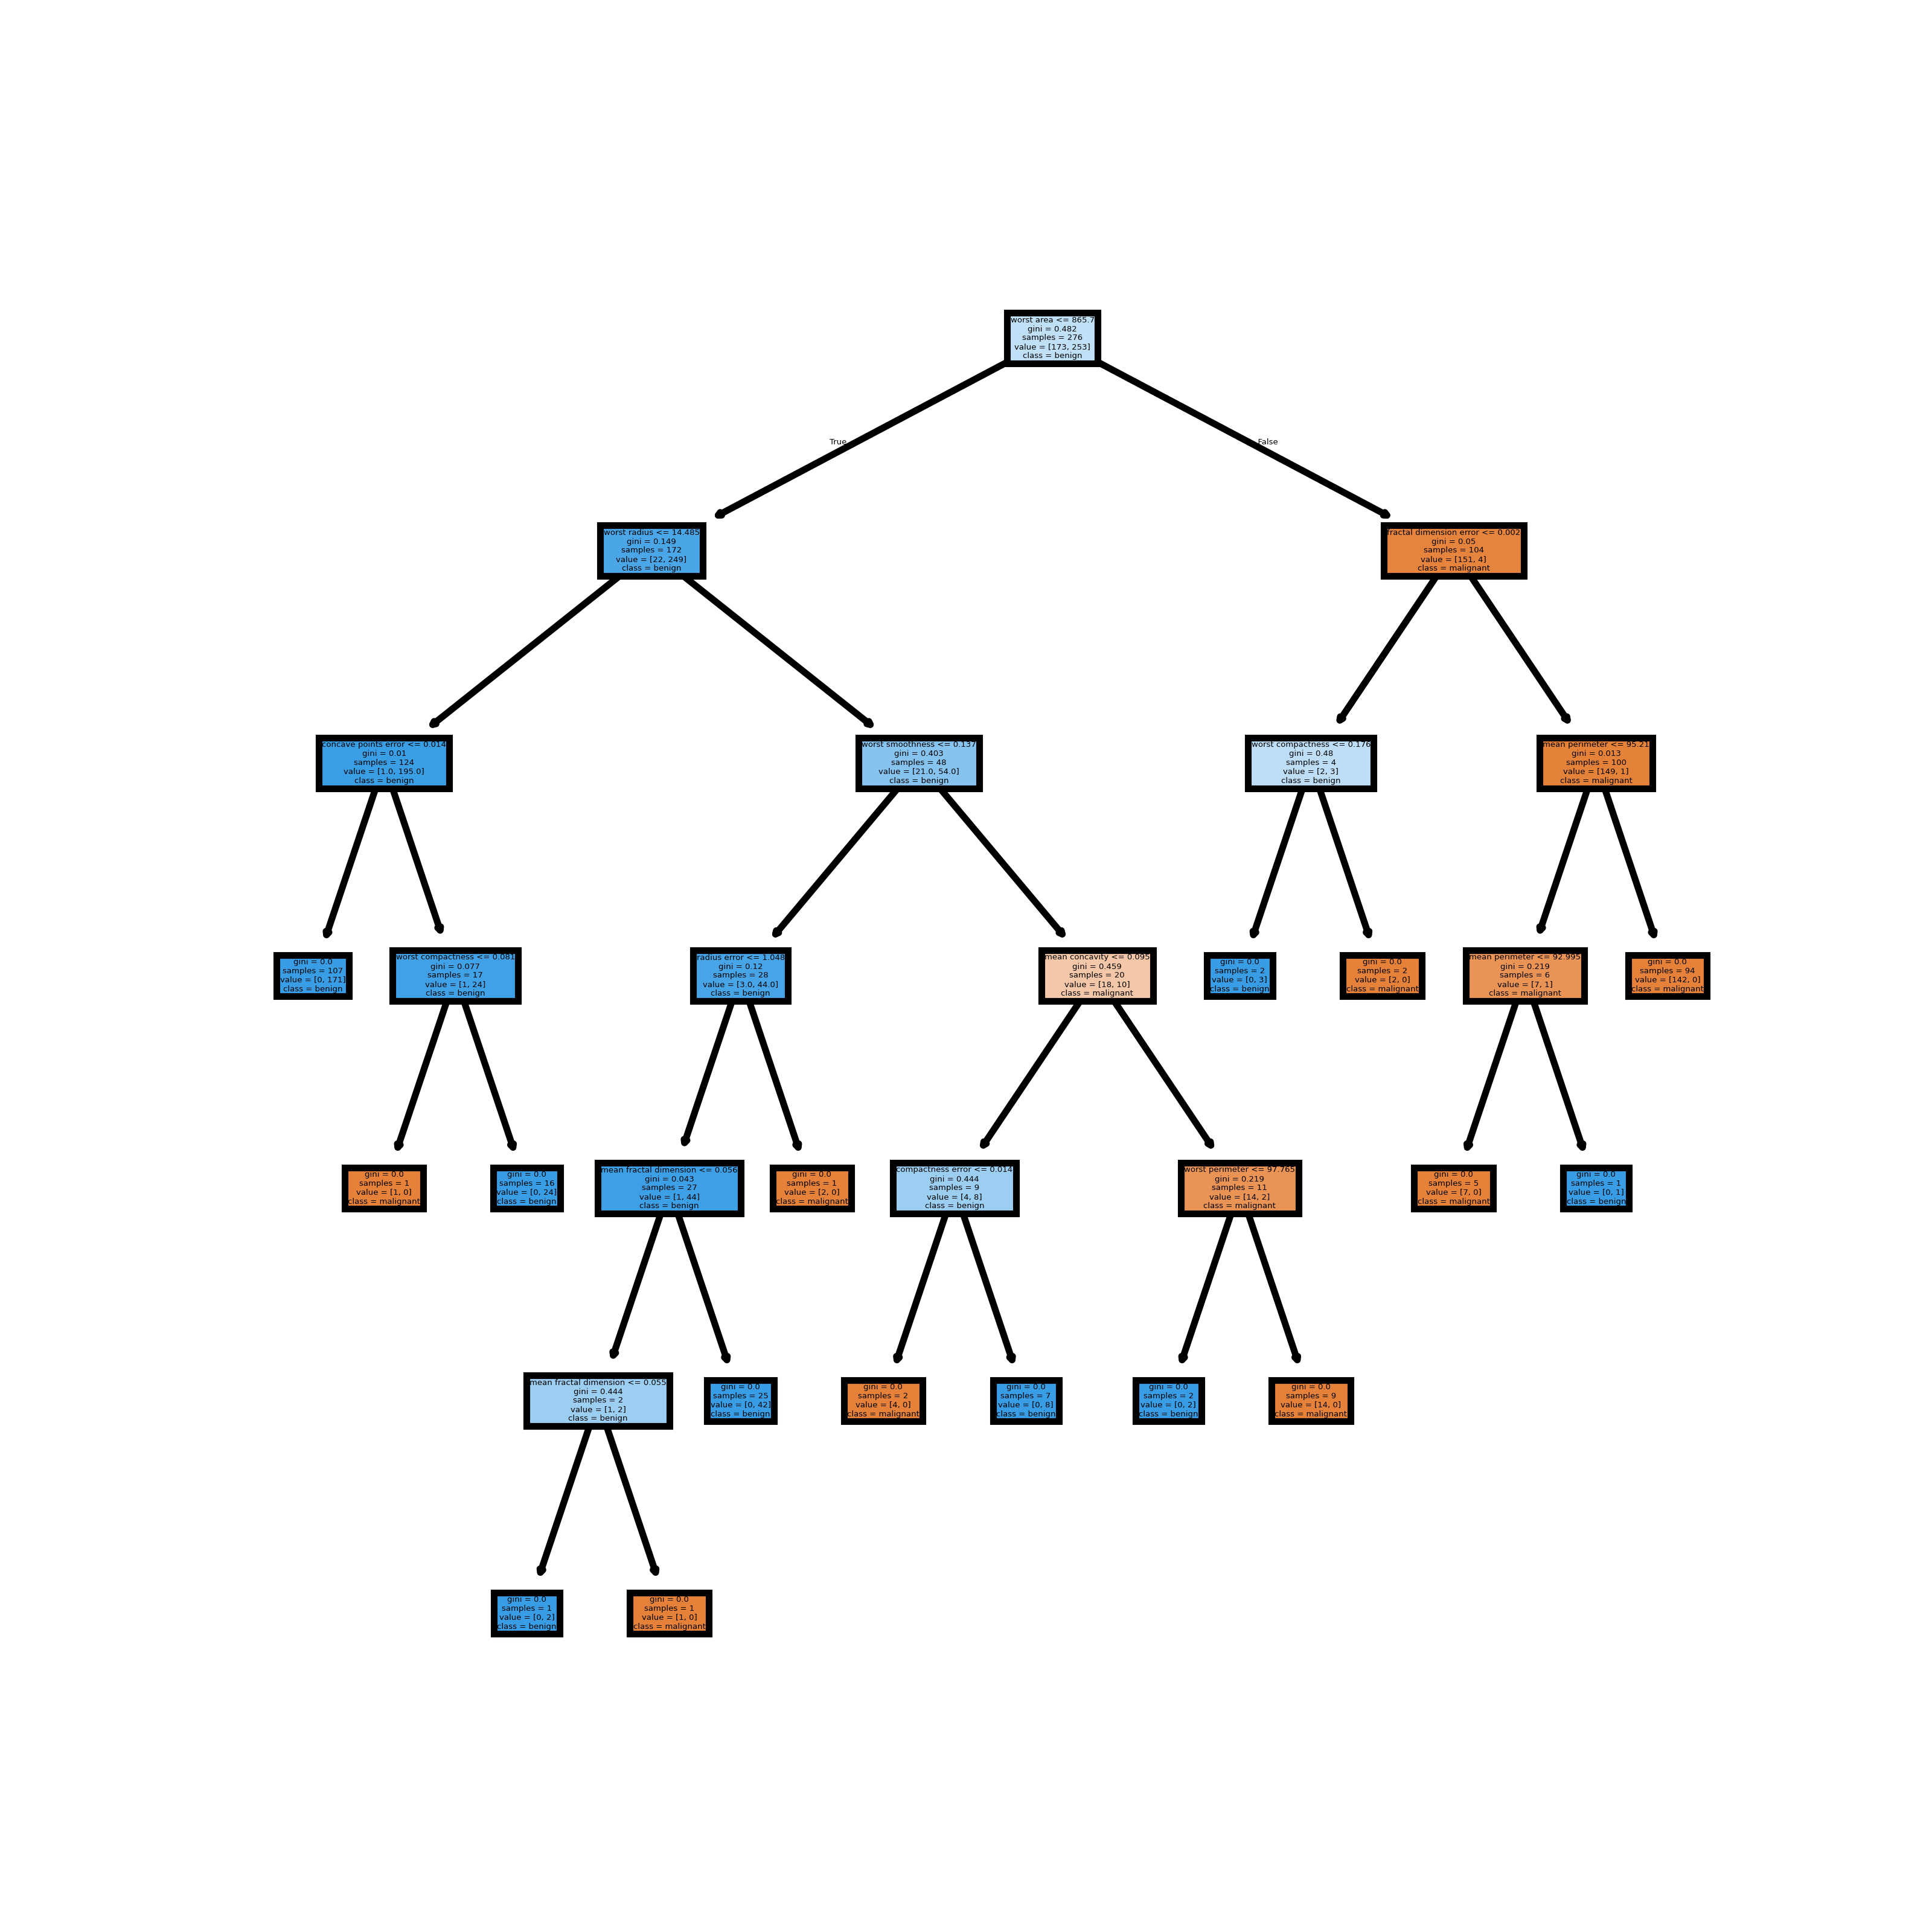 worst area <= 865.7
gini = 0.482
samples = 276
value = [173, 253]
class = benign
True
False
worst radius <= 14.485
gini = 0.149
samples = 172
value = [22, 249]
class = benign
fractal dimension error <= 0.002
gini = 0.05
samples = 104
value = [151, 4]
class = malignant
concave points error <= 0.014
gini = 0.01
samples = 124
value = [1.0, 195.0]
class = benign
worst smoothness <= 0.137
gini = 0.403
samples = 48
value = [21.0, 54.0]
class = benign
worst compactness <= 0.176
gini = 0.48
samples = 4
value = [2, 3]
class = benign
mean perimeter <= 95.21
gini = 0.013
samples = 100
value = [149, 1]
class = malignant
gini = 0.0
samples = 107
value = [0, 171]
class = benign
worst compactness <= 0.081
gini = 0.077
samples = 17
value = [1, 24]
class = benign
radius error <= 1.048
gini = 0.12
samples = 28
value = [3.0, 44.0]
class = benign
mean concavity <= 0.095
gini = 0.459
samples = 20
value = [18, 10]
class = malignant
gini = 0.0
samples = 2
value = [0, 3]
class = benign
gini = 0.0
samples = 2
value = [2, 0]
class = malignant
mean perimeter <= 92.995
gini = 0.219
samples = 6
value = [7, 1]
class = malignant
gini = 0.0
samples = 94
value = [142, 0]
class = malignant
gini = 0.0
samples = 1
value = [1, 0]
class = malignant
gini = 0.0
samples = 16
value = [0, 24]
class = benign
mean fractal dimension <= 0.056
gini = 0.043
samples = 27
value = [1, 44]
class = benign
gini = 0.0
samples = 1
value = [2, 0]
class = malignant
compactness error <= 0.014
gini = 0.444
samples = 9
value = [4, 8]
class = benign
worst perimeter <= 97.765
gini = 0.219
samples = 11
value = [14, 2]
class = malignant
gini = 0.0
samples = 5
value = [7, 0]
class = malignant
gini = 0.0
samples = 1
value = [0, 1]
class = benign
mean fractal dimension <= 0.055
gini = 0.444
samples = 2
value = [1, 2]
class = benign
gini = 0.0
samples = 25
value = [0, 42]
class = benign
gini = 0.0
samples = 2
value = [4, 0]
class = malignant
gini = 0.0
samples = 7
value = [0, 8]
class = benign
gini = 0.0
samples = 2
value = [0, 2]
class = benign
gini = 0.0
samples = 9
value = [14, 0]
class = malignant
gini = 0.0
samples = 1
value = [0, 2]
class = benign
gini = 0.0
samples = 1
value = [1, 0]
class = malignant